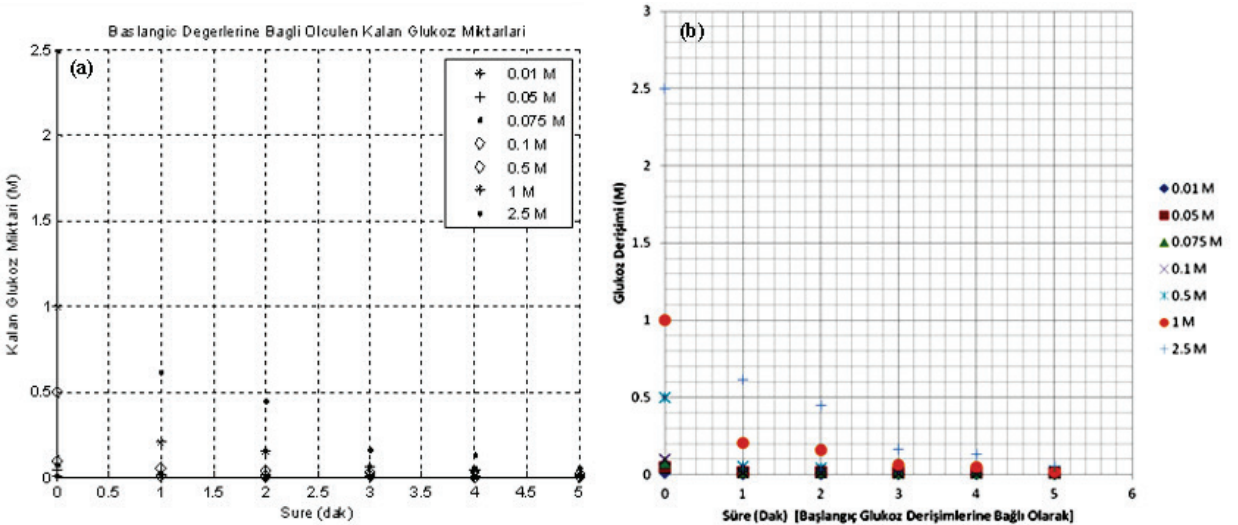 Baslangic Degerlerine Bagli Olculen Kalan Glukoz Miktarlari
(a)
2.5
2
1.5
1
0.5
0
Kalan Glukoz Miktari (M)
0 0.5 1 1.5 2 2.5 3 3.5 4 4.5 5
Sure (dak)
0.01 M
0.05 M
0.075 M
0.1 M
0.5 M
1 M
2.5 M
(b)
3
2.5
2
1.5
1
0.5
0
Glukoz Derişimi (M)
0 1 2 3 4 5 6
Süre (Dak) [Başlangıç Glukoz Derişimlerine Bağlı Olarak]
0.01 M
0.05 M
0.075 M
0.1 M
0.5 M
1 M
2.5 M